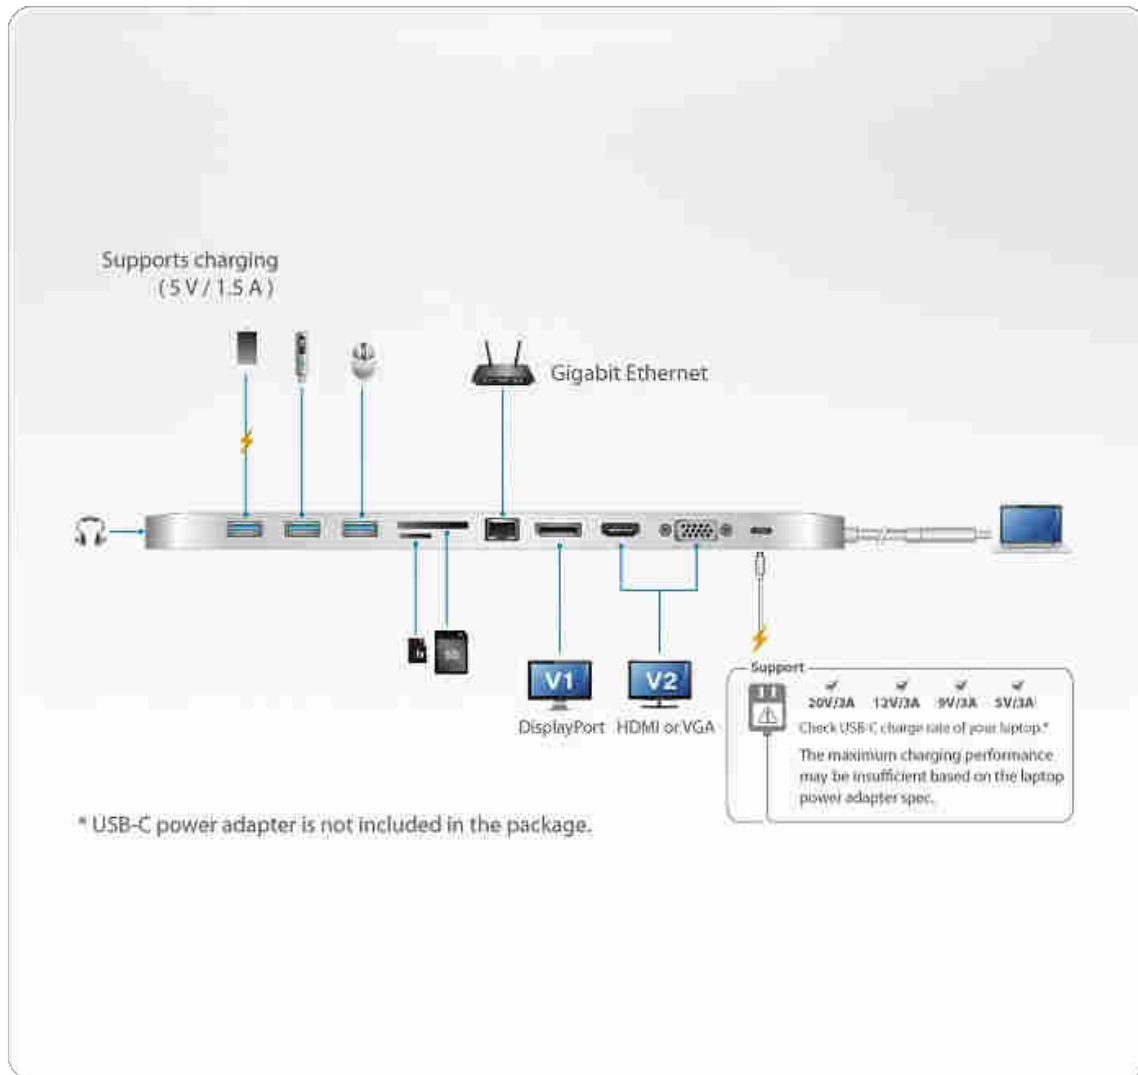 Supports charging
( 5 V / 1.5 A )
Gigabit Ethernet
SD
V1
V2
DisplayPort
HDMI or VGA
Support
20V/3A 12V/3A 9V/3A 5V/3A
Check USB-C charge rate of your laptop.*
The maximum charging performance
may be insufficient based on the laptop
power adapter spec.
* USB-C power adapter is not included in the package.